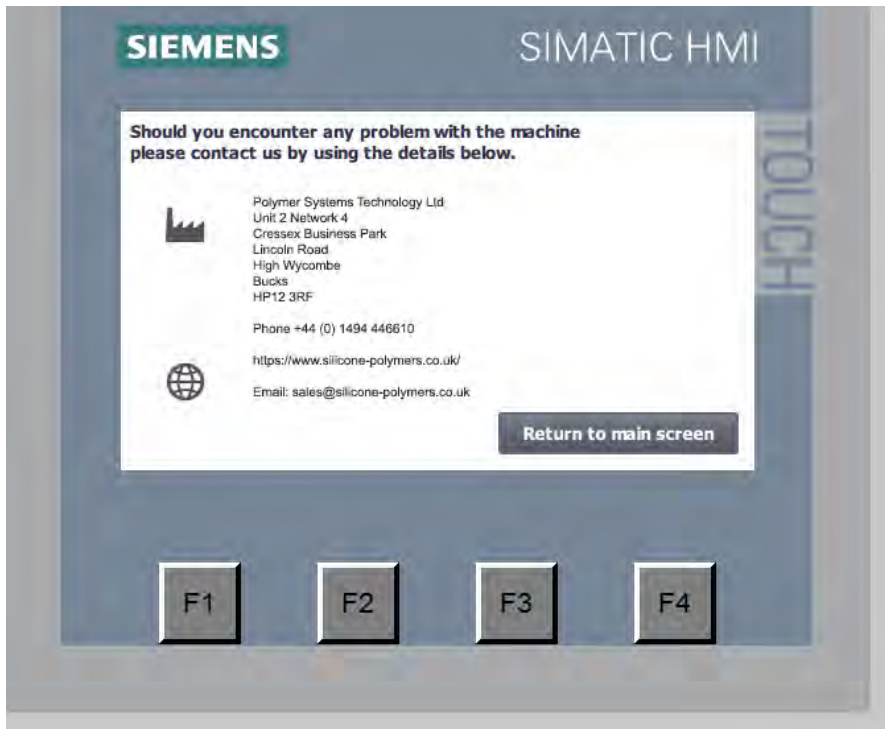 SIEMENS
SIMATIC HMI
TOUCH
Should you encounter any problem with the machine
please contact us by using the details below.
Polymer Systems Technology Ltd
Unit 2 Network 4
Cressex Business Park
Lincoln Road
High Wycombe
Bucks
HP12 3RF
Phone +44 (0) 1494 446610
https://www.silicone-polymers.co.uk/
Email: sales@silicone-polymers.co.uk
Return to main screen
F1
F2
F3
F4